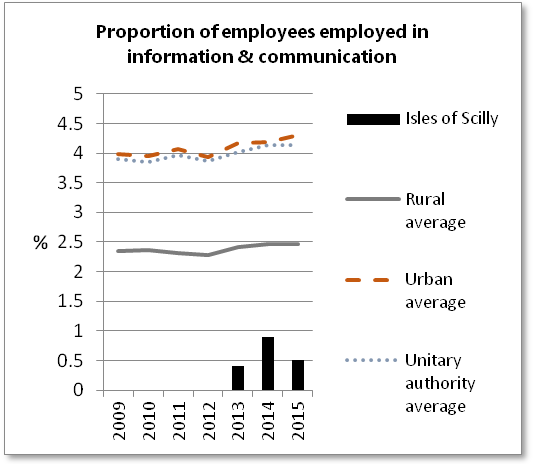 Proportion of employees employed in
information & communication
5
4.5
4
3.5
3
2.5
2
1.5
1
0.5
0
%
2009
2010
2011
2012
2013
2014
2015
Isles of Scilly
Rural
average
Urban
average
Unitary
authority
average